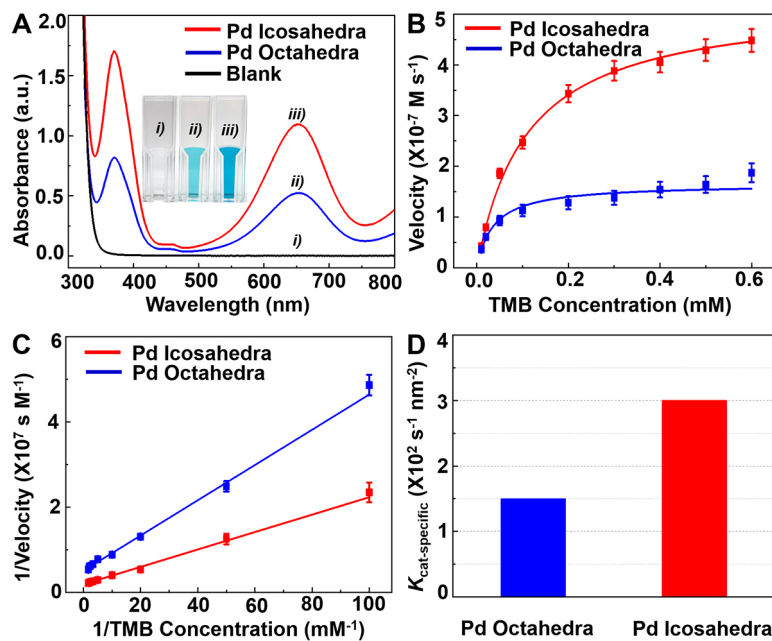 A
2.0
1.5
1.0
0.5
0.0
Absorbance (a.u.)
Pd Icosahedra
Pd Octahedra
Blank
i)
ii)
iii)
iii)
ii)
i)
300 400 500 600 700 800
Wavelength (nm)
B
7
6
5
4
3
2
1
0
Velocity (X10⁻⁷ M s⁻¹)
Pd Icosahedra
Pd Octahedra
0.0 0.2 0.4 0.6
TMB Concentration (mM)
C
6
4
2
0
1/Velocity (X10⁷ s M⁻¹)
Pd Icosahedra
Pd Octahedra
0 20 40 60 80 100
1/TMB Concentration (mM⁻¹)
D
4
3
2
1
0
Kcat-specific (X10² s⁻¹ nm⁻²)
Pd Octahedra Pd Icosahedra